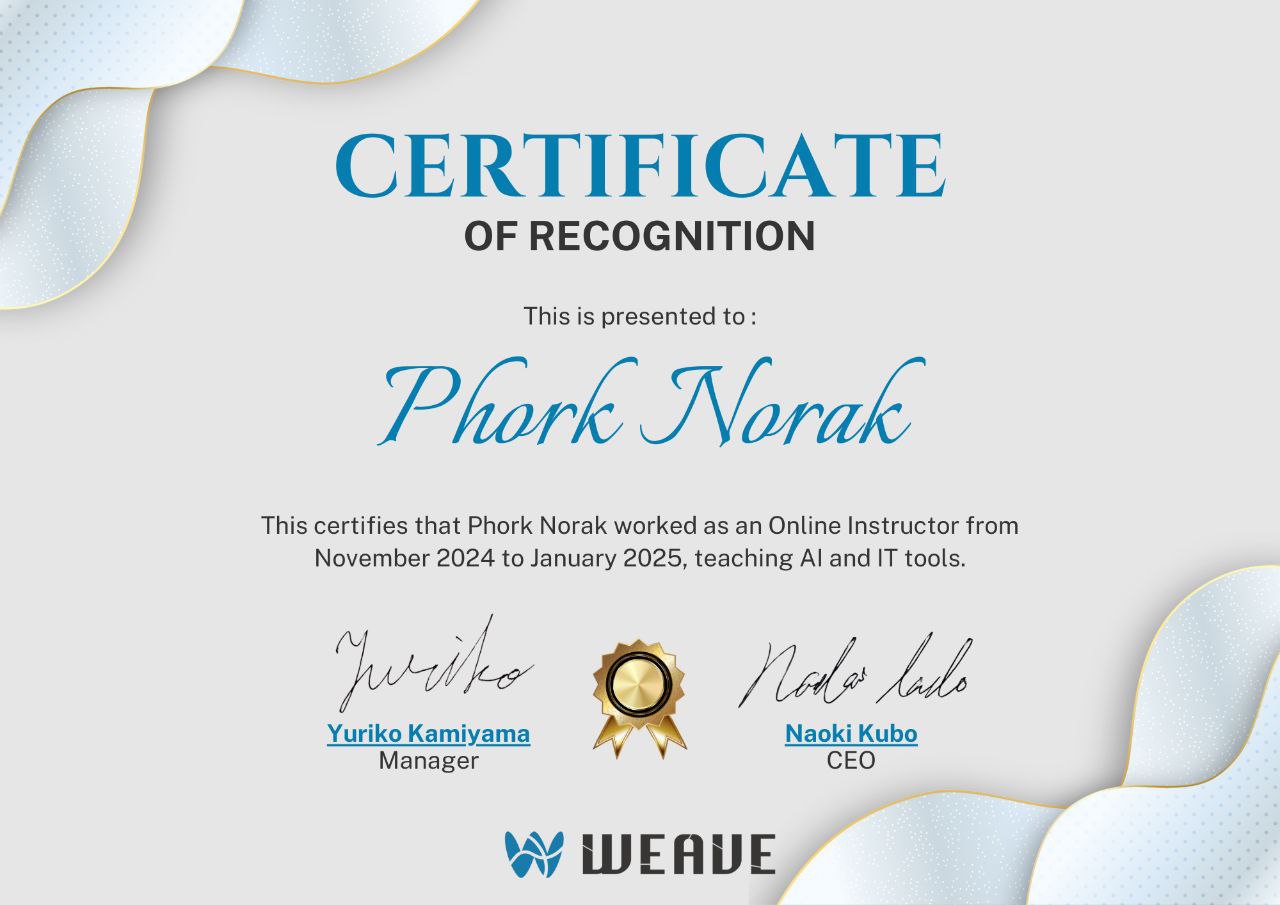 CERTIFICATE
OF RECOGNITION
This is presented to :
Phork Norak
This certifies that Phork Norak worked as an Online Instructor from
November 2024 to January 2025, teaching AI and IT tools.
Yuriko
Yuriko Kamiyama
Manager
Naoki Kubo
CEO
WEAVE